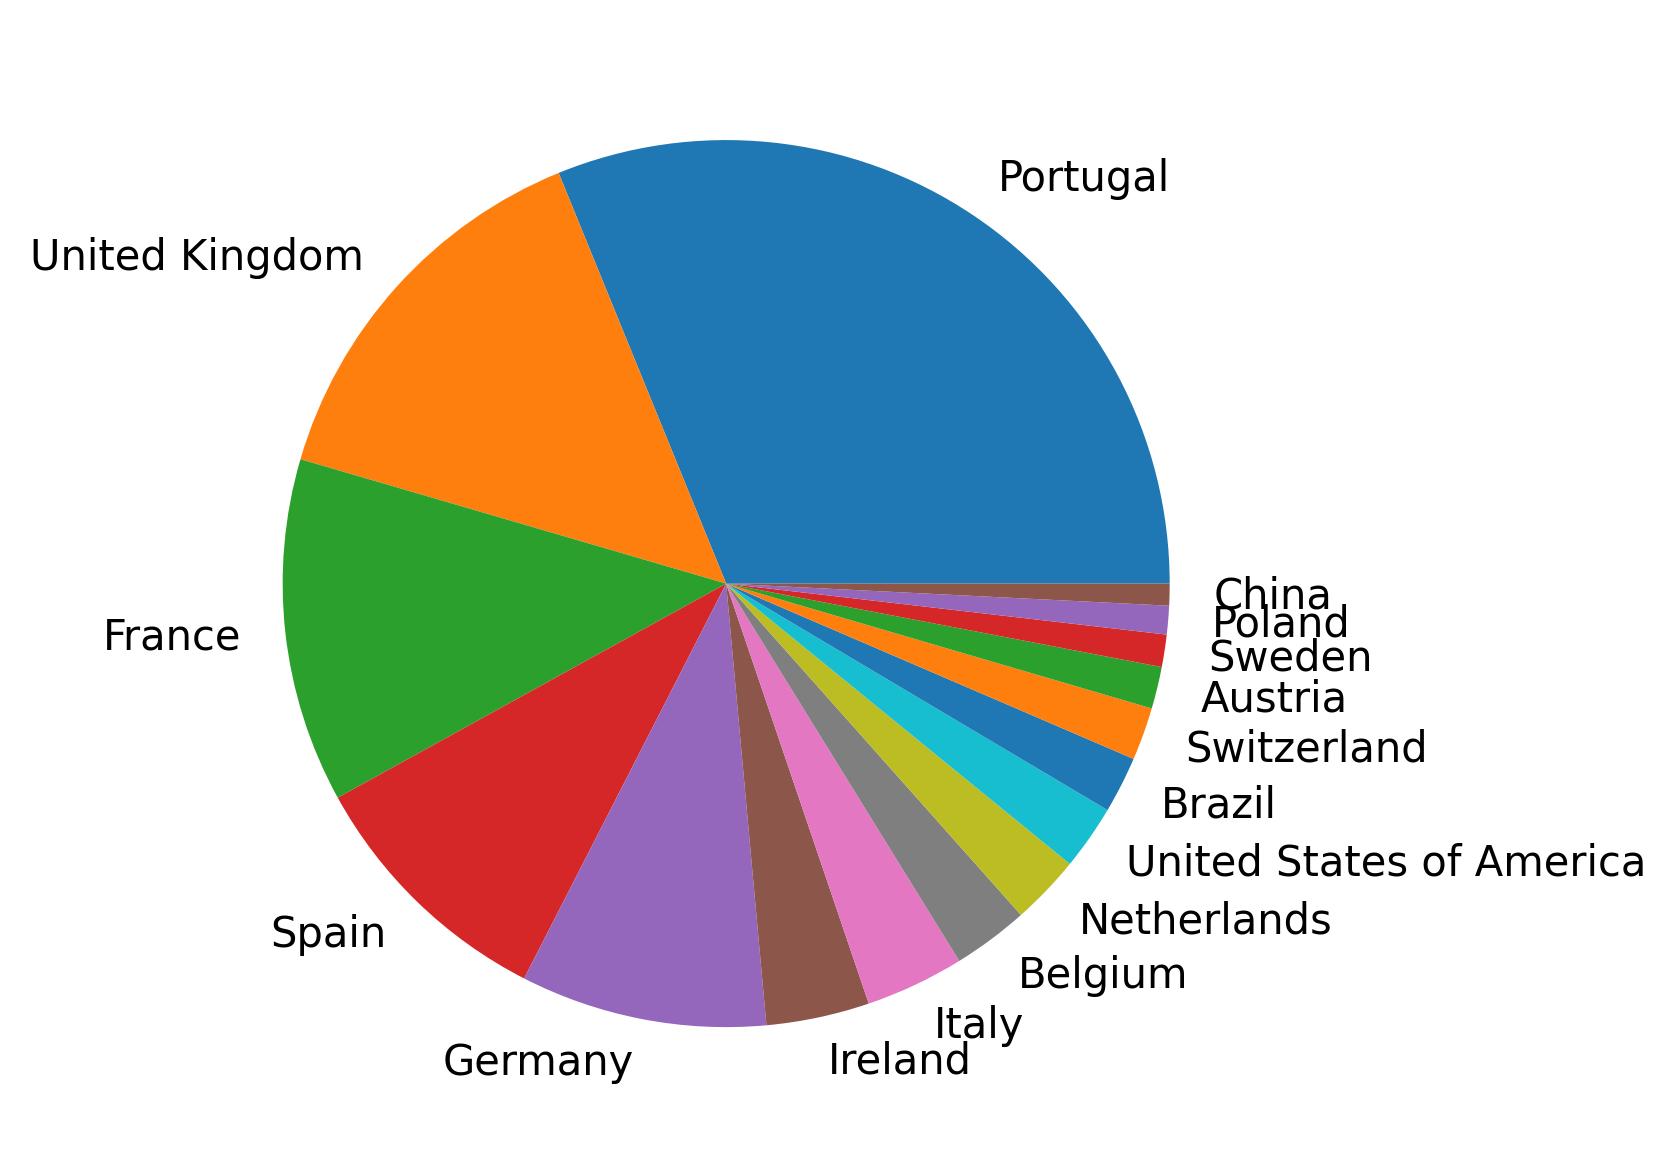 Portugal
United Kingdom
France
Spain
Germany
Ireland
Italy
Belgium
Netherlands
United States of America
Brazil
Switzerland
Austria
Sweden
Poland
China